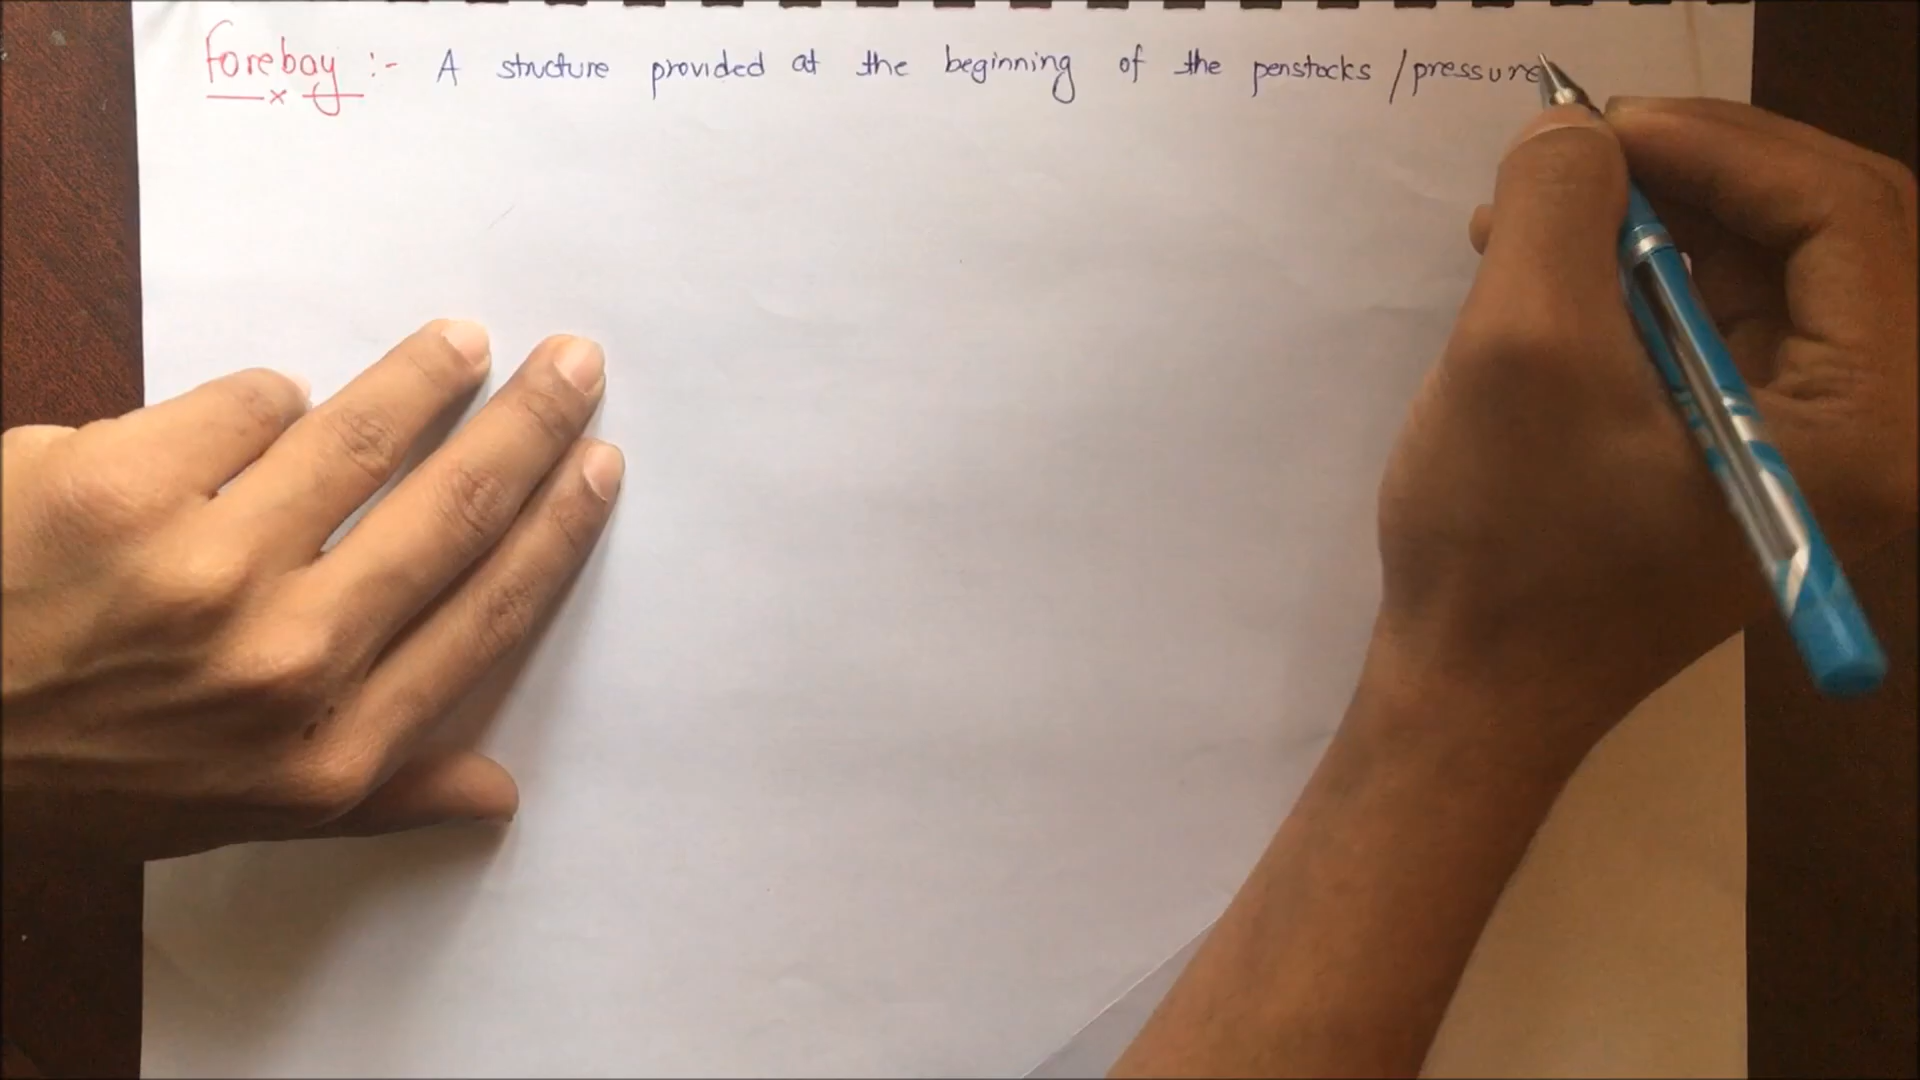 Forebay :- A structure provided at the beginning of the penstocks /pressure